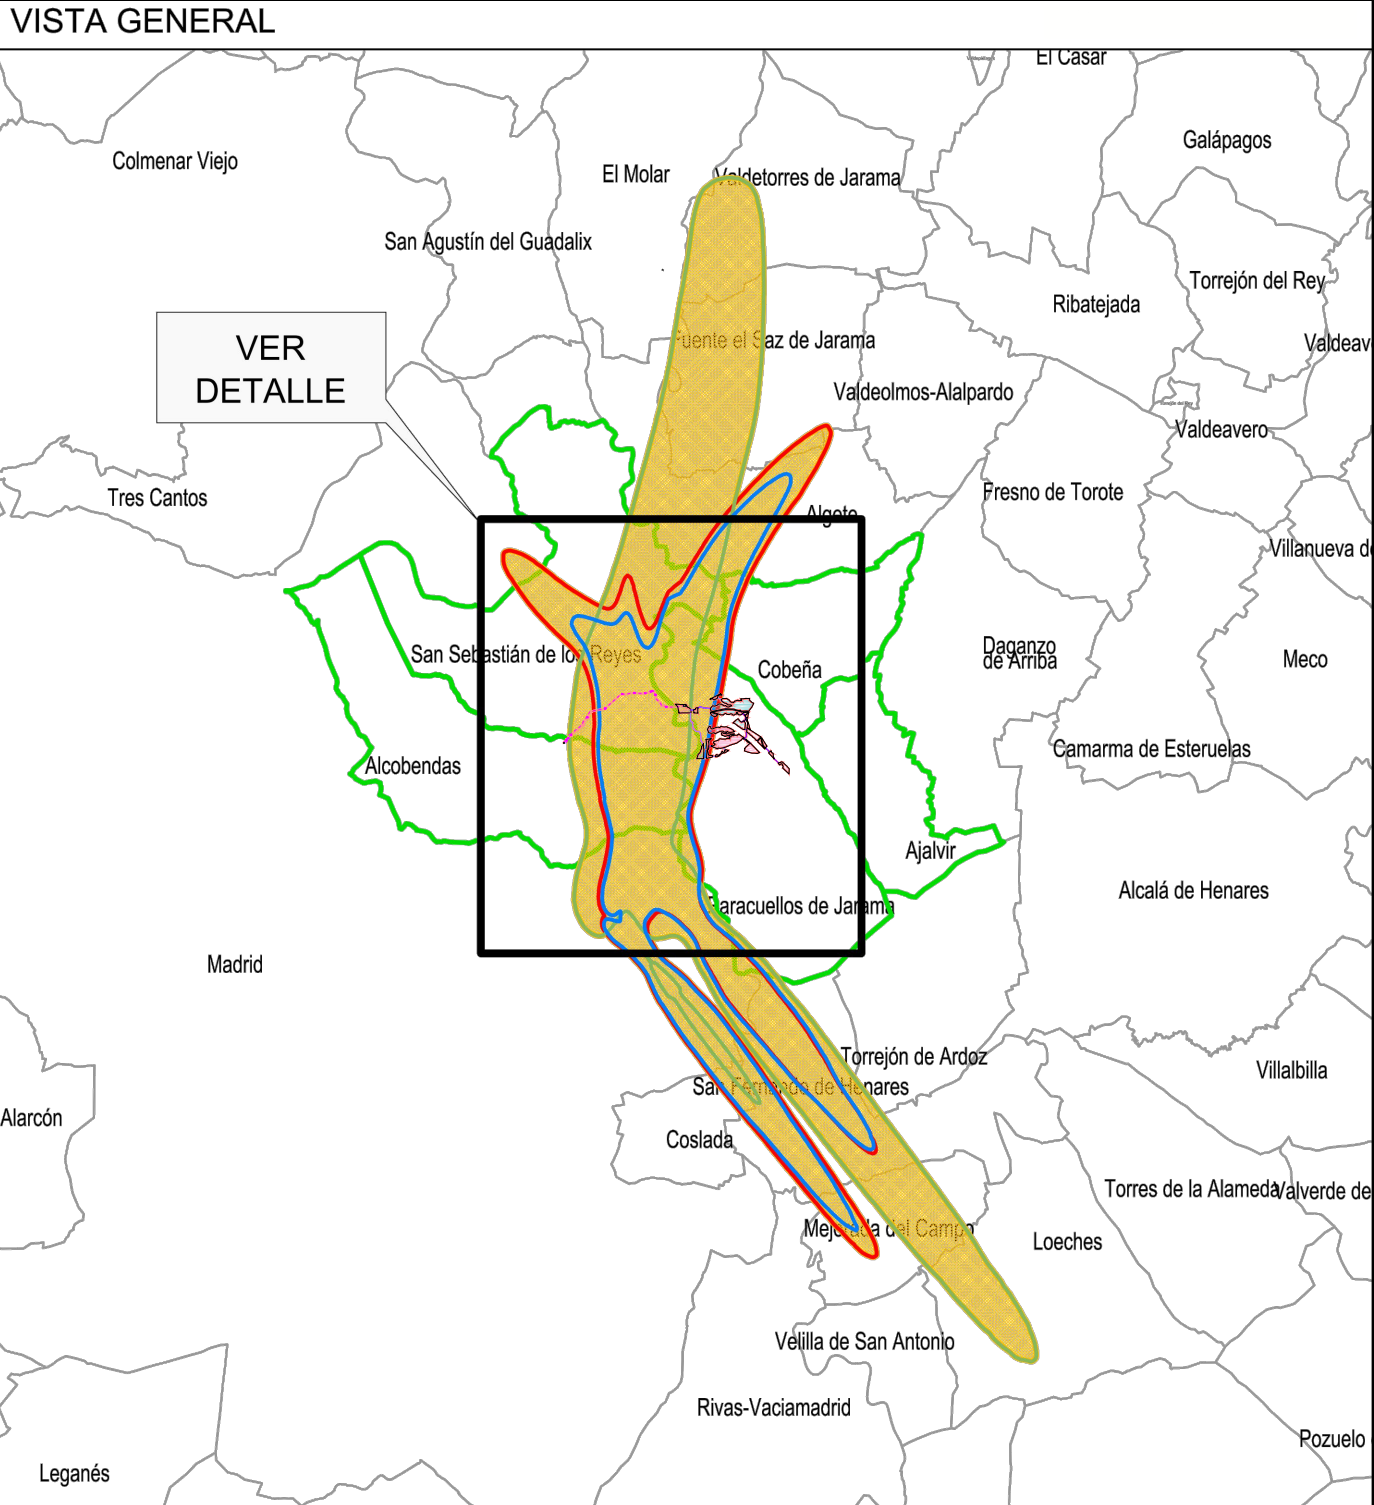 VISTA GENERAL
El Casar
Galápagos
Colmenar Viejo
El Molar
Valdetorres de Jarama
San Agustín del Guadalix
Torrejón del Rey
Ribatejada
VER
DETALLE
Fuente el Saz de Jarama
Valdeav
Valdeolmos-Alalpardo
Valdeavero
Tres Cantos
Fresno de Torote
Algete
Villanueva d
San Sebastián de los Reyes
Cobeña
Daganzo
de Arriba
Meco
Alcobendas
Camarma de Esteruelas
Ajalvir
Alcalá de Henares
Paracuellos de Jarama
Madrid
Torrejón de Ardoz
Villalbilla
San Fernando de Henares
Alarcón
Coslada
Torres de la Alameda
Valverde de
Mejorada del Campo
Loeches
Velilla de San Antonio
Rivas-Vaciamadrid
Pozuelo
Leganés